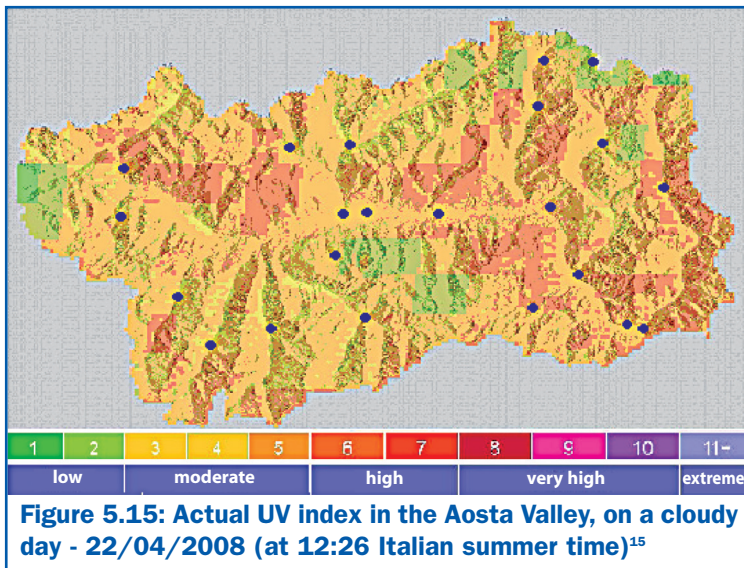 1 2 3 4 5 6 7 8 9 10 11-
low moderate high very high extreme
Figure 5.15: Actual UV index in the Aosta Valley, on a cloudy
day - 22/04/2008 (at 12:26 Italian summer time)15